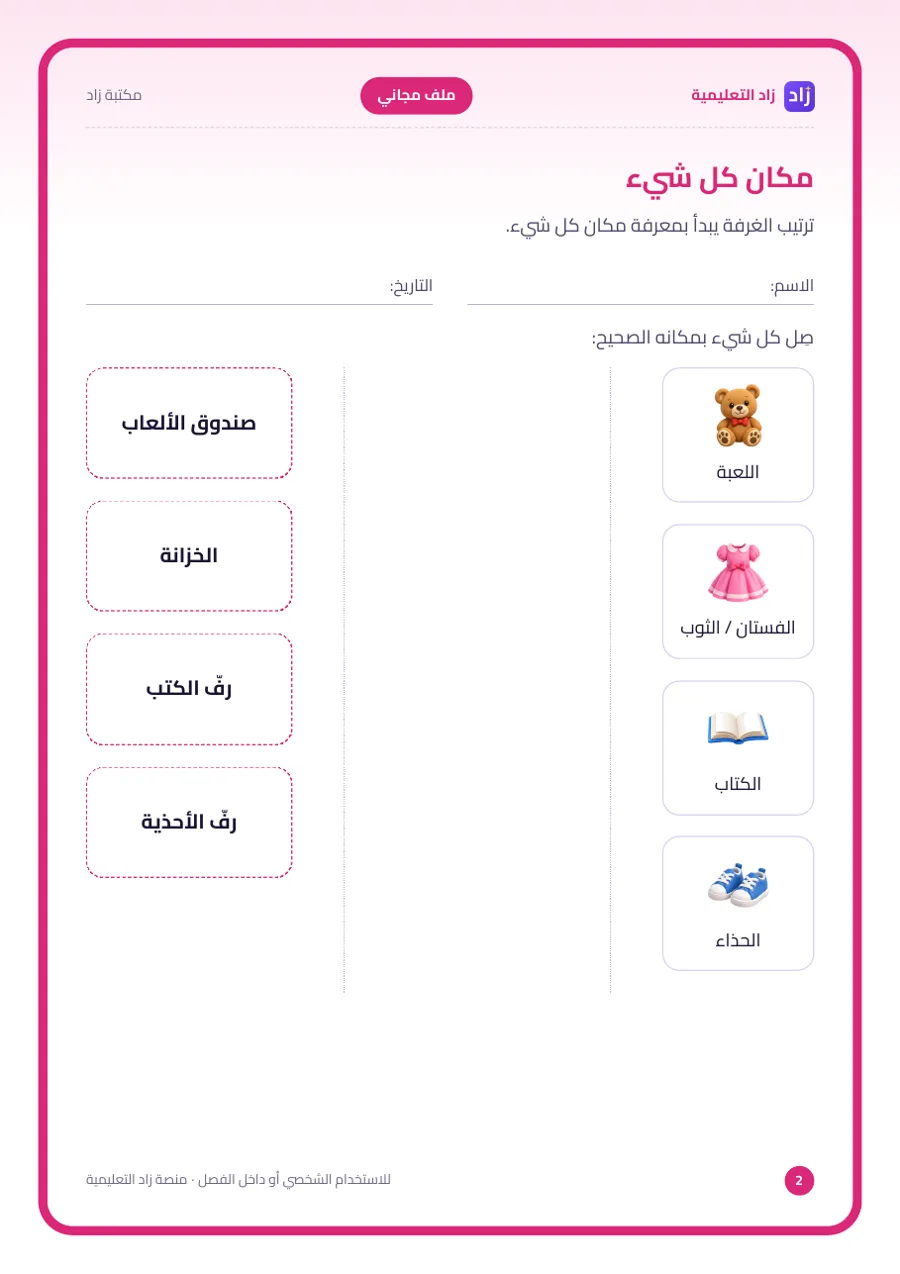 زاد
زاد التعليمية
ملف مجاني
مكتبة زاد
مكان كل شيء
ترتيب الغرفة يبدأ بمعرفة مكان كل شيء.
الاسم:
التاريخ:
صِل كل شيء بمكانه الصحيح:
اللعبة
الفستان / الثوب
الكتاب
الحذاء
صندوق الألعاب
الخزانة
رفّ الكتب
رفّ الأحذية
2
للاستخدام الشخصي أو داخل الفصل · منصة زاد التعليمية